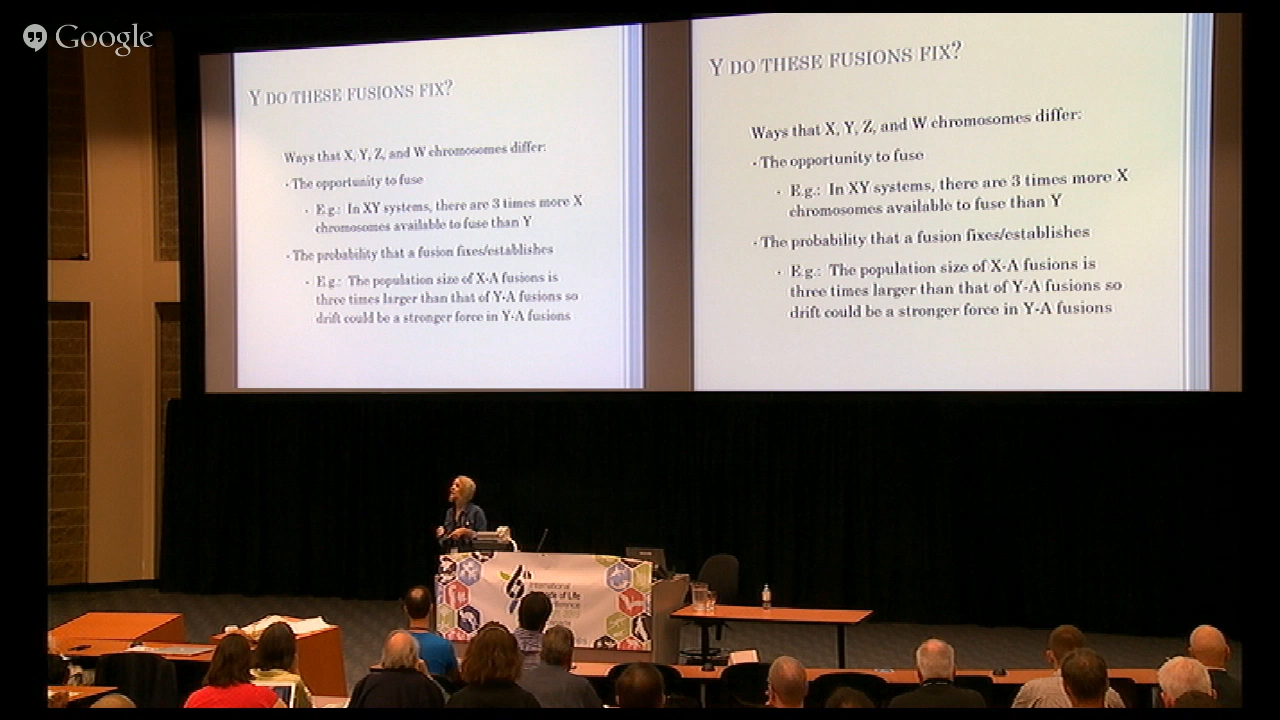 Google
Y DO THESE FUSIONS FIX?
Ways that X, Y, Z, and W chromosomes differ:
· The opportunity to fuse
· E.g.: In XY systems, there are 3 times more X
chromosomes available to fuse than Y
· The probability that a fusion fixes/establishes
· E.g.: The population size of X-A fusions is
three times larger than that of Y-A fusions so
drift could be a stronger force in Y-A fusions
Y DO THESE FUSIONS FIX?
Ways that X, Y, Z, and W chromosomes differ:
· The opportunity to fuse
· E.g.: In XY systems, there are 3 times more X
chromosomes available to fuse than Y
· The probability that a fusion fixes/establishes
· E.g.: The population size of X-A fusions is
three times larger than that of Y-A fusions so
drift could be a stronger force in Y-A fusions
6th
International
of Life